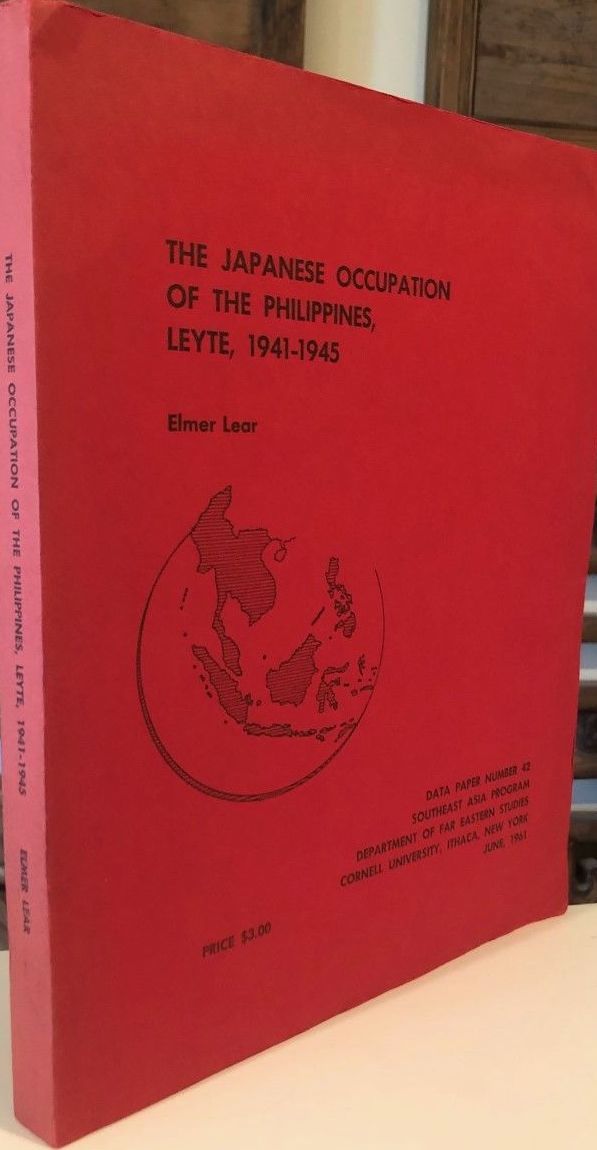 THE JAPANESE OCCUPATION
OF THE PHILIPPINES,
LEYTE, 1941-1945
Elmer Lear
DATA PAPER NUMBER 42
SOUTHEAST ASIA PROGRAM
DEPARTMENT OF FAR EASTERN STUDIES
CORNELL UNIVERSITY, ITHACA, NEW YORK
JUNE, 1961
PRICE $3.00
THE JAPANESE OCCUPATION OF THE PHILIPPINES, LEYTE, 1941-1945 ELMER LEAR